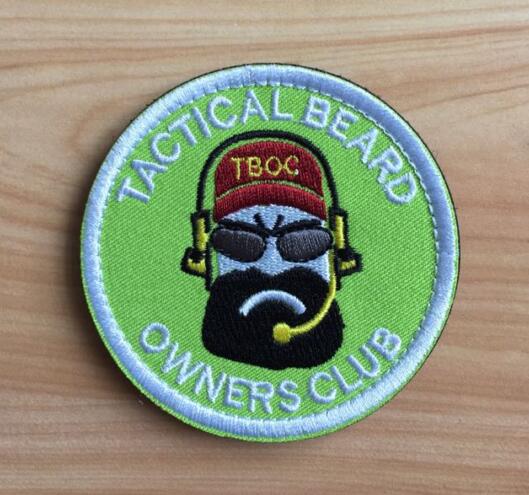 TACTICAL BEARD
TBOC
OWNERS CLUB